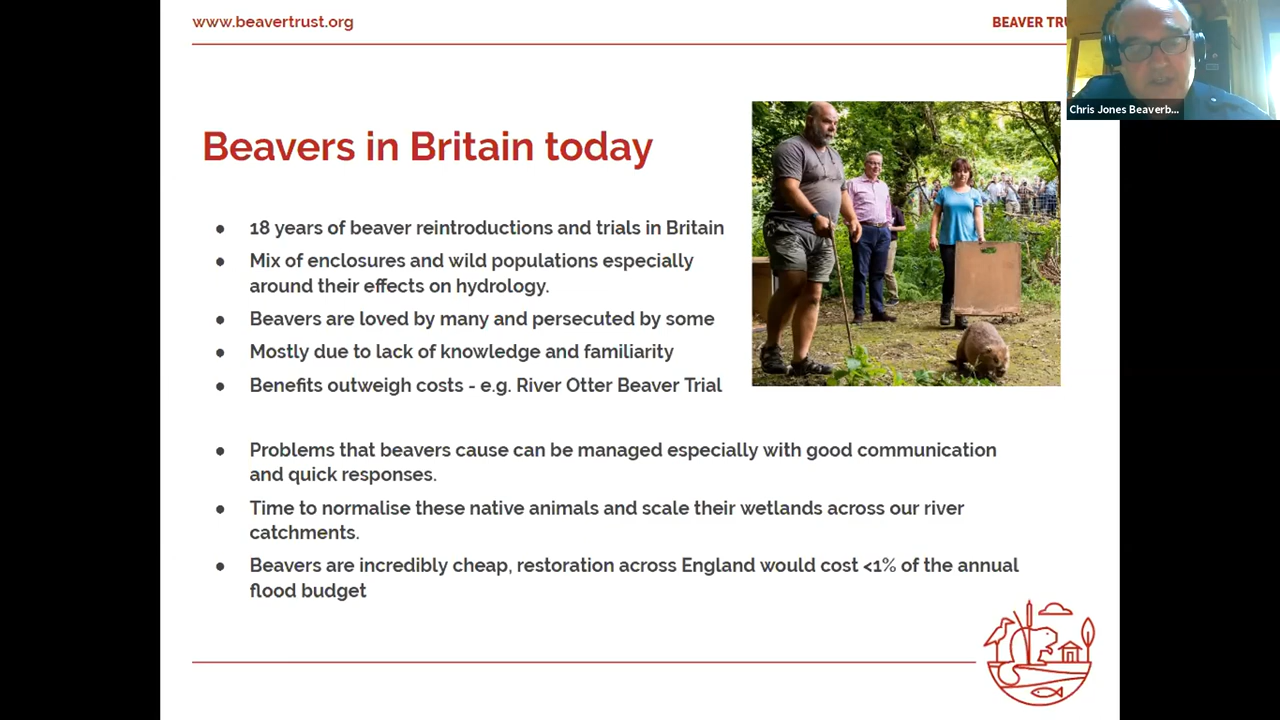 www.beavertrust.org
BEAVER TRU
Chris Jones Beaverb...
Beavers in Britain today
● 18 years of beaver reintroductions and trials in Britain
● Mix of enclosures and wild populations especially
around their effects on hydrology.
● Beavers are loved by many and persecuted by some
● Mostly due to lack of knowledge and familiarity
● Benefits outweigh costs - e.g. River Otter Beaver Trial
● Problems that beavers cause can be managed especially with good communication
and quick responses.
● Time to normalise these native animals and scale their wetlands across our river
catchments.
● Beavers are incredibly cheap, restoration across England would cost <1% of the annual
flood budget